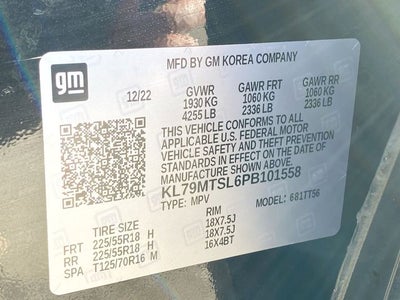 gm
MFD BY GM KOREA COMPANY
12/22 GVWR GAWR FRT GAWR RR
1930 KG 1060 KG 1060 KG
4255 LB 2336 LB 2336 LB
THIS VEHICLE CONFORMS TO ALL
APPLICABLE U.S. FEDERAL MOTOR
VEHICLE SAFETY AND THEFT PREVENTION
STANDARDS IN EFFECT ON THE DATE OF
MANUFACTURE SHOWN ABOVE.
KL79MTSL6PB101558
TYPE: MPV MODEL: 681TT56
TIRE SIZE RIM
FRT 225/55R18 H 18X7.5J
RR 225/55R18 H 18X7.5J
SPA T125/70R16 M 16X4BT